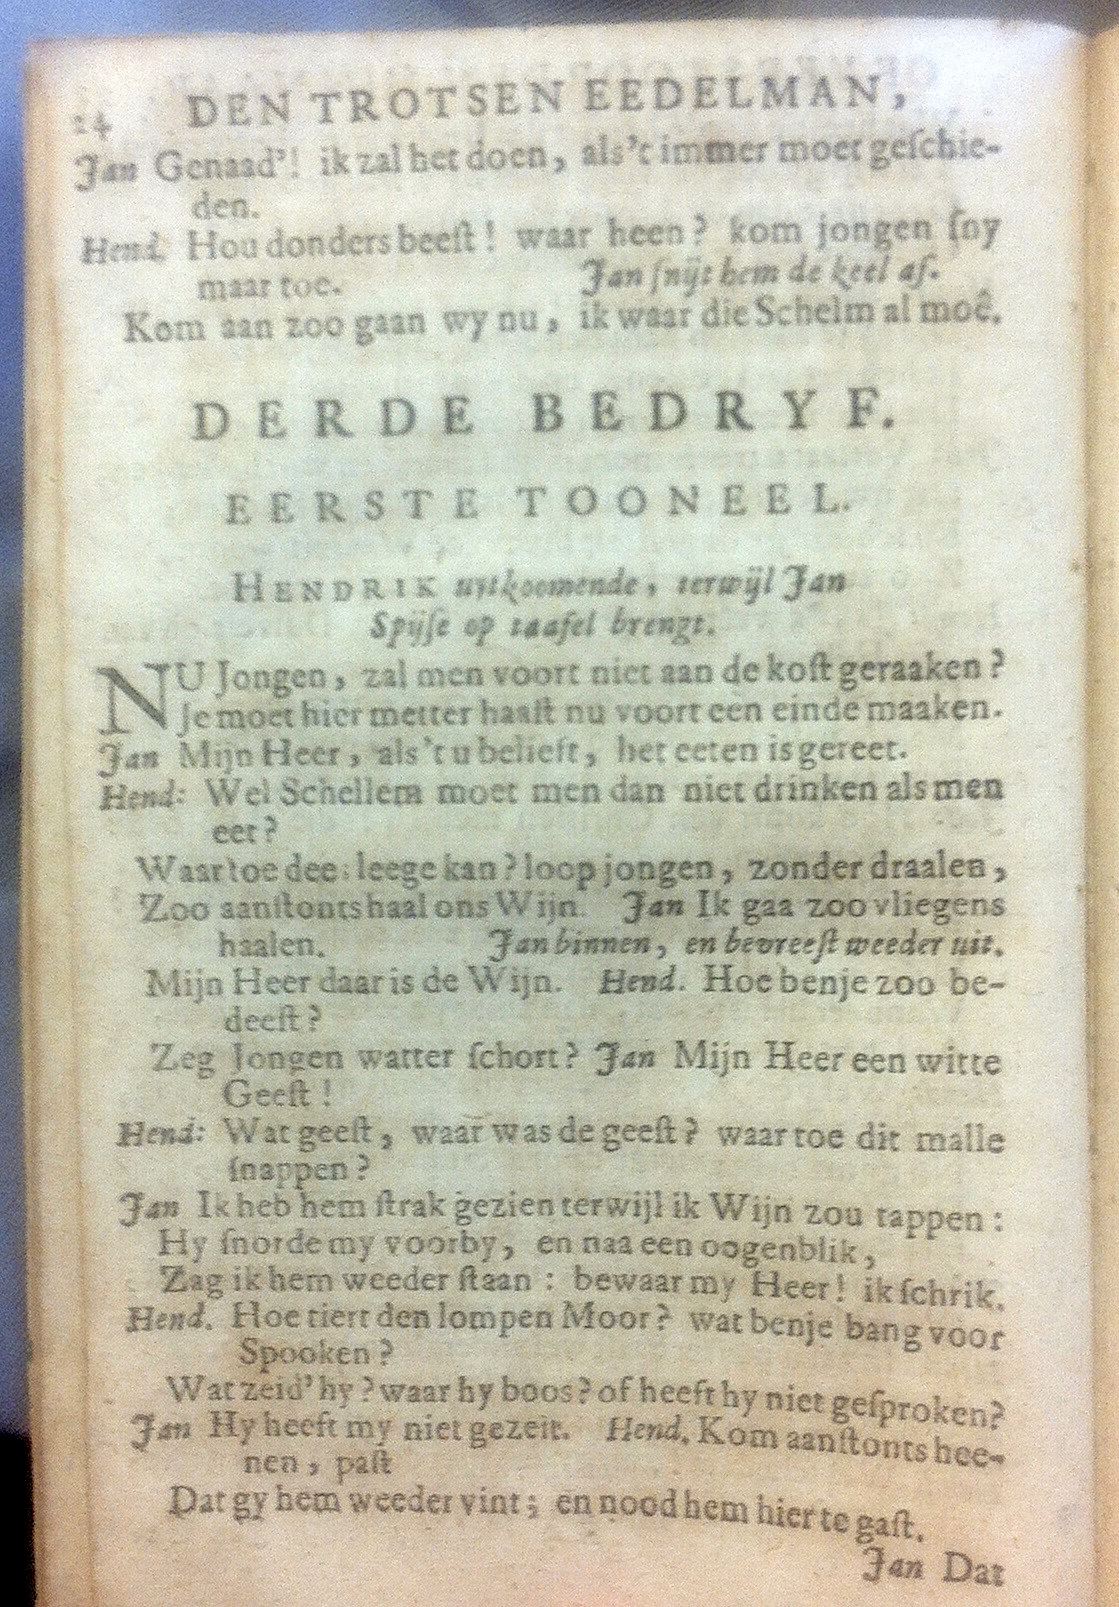 24 DEN TROTSEN EEDELMAN,
Jan Genaad'! ik zal het doen, als't immer moet geſchie-
den.
Hend. Hou donders beeſt! waar heen? kom jongen ſny
maar toe. Jan ſnijt hem de keel af.
Kom aan zoo gaan wy nu, ik waar die Schelm al moê.
DERDE BEDRYF.
EERSTE TOONEEL.
HENDRIK uytkoomende, terwijl Jan
Spijſe op taafel brengt.
NU Jongen, zal men voort niet aan de koſt geraaken?
Je moet hier metter haaſt nu voort een einde maaken.
Jan Mijn Heer, als 't u belieft, het eeten is gereet.
Hend: Wel Schellem moet men dan niet drinken als men
eet?
Waar toe dee leege kan? loop jongen, zonder draalen,
Zoo aanſtonts haal ons Wijn. Jan Ik gaa zoo vliegens
haalen. Jan binnen, en bevreeſt weeder uit.
Mijn Heer daar is de Wijn. Hend. Hoe benje zoo be-
deeſt?
Zeg Jongen watter ſchort? Jan Mijn Heer een witte
Geeſt!
Hend: Wat geeſt, waar was de geeſt? waar toe dit malle
ſnappen?
Jan Ik heb hem ſtrak gezien terwijl ik Wijn zou tappen:
Hy ſnorde my voorby, en naa een oogenblik,
Zag ik hem weeder ſtaan: bewaar my Heer! ik ſchrik.
Hend. Hoe tiert den lompen Moor? wat benje bang voor
Spooken?
Wat zeid' hy? waar hy boos? of heeft hy niet geſproken?
Jan Hy heeft my niet gezeit. Hend. Kom aanſtonts hee-
nen, paſt
Dat gy hem weeder vint; en nood hem hier te gaſt.
Jan Dat